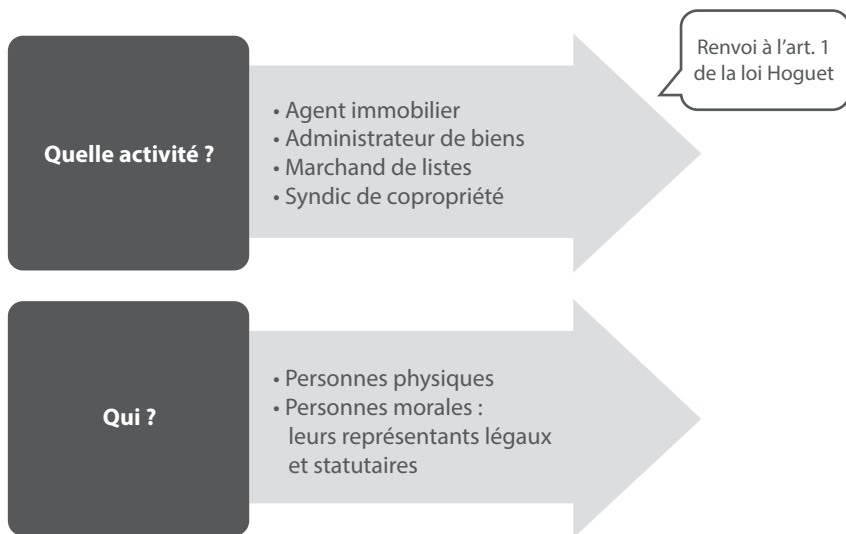 Renvoi à l'art. 1
de la loi Hoguet
Quelle activité ?
• Agent immobilier
• Administrateur de biens
• Marchand de listes
• Syndic de copropriété
Qui ?
• Personnes physiques
• Personnes morales :
leurs représentants légaux
et statutaires